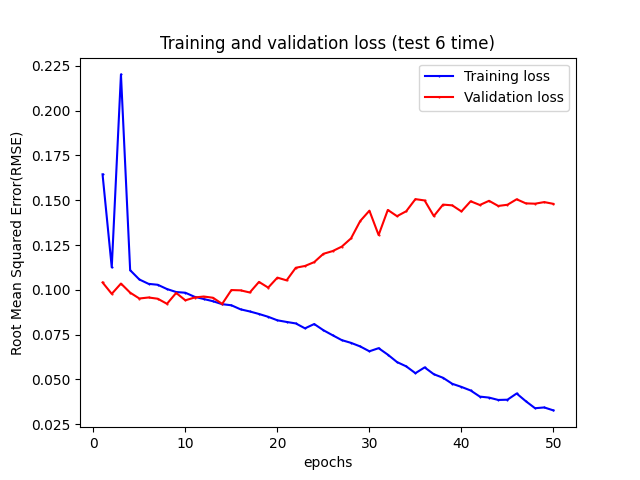 Training and validation loss (test 6 time)
Training loss
Validation loss
Root Mean Squared Error(RMSE)
0.225
0.200
0.175
0.150
0.125
0.100
0.075
0.050
0.025
0 10 20 30 40 50
epochs